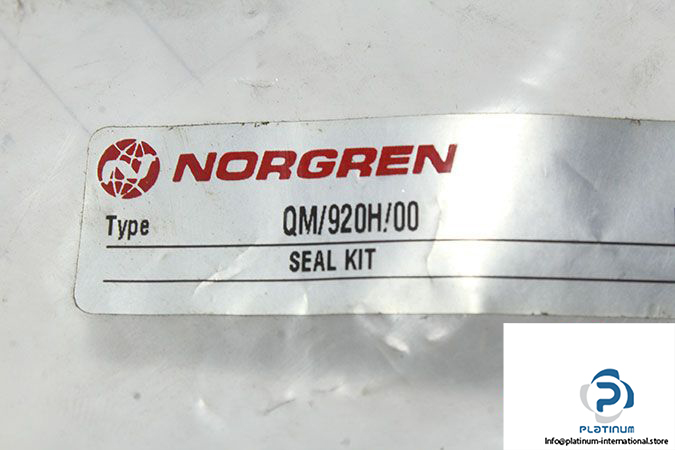 NORGREN
Type QM/920H/00
SEAL KIT
PLATINUM
Info@platinum-international.store